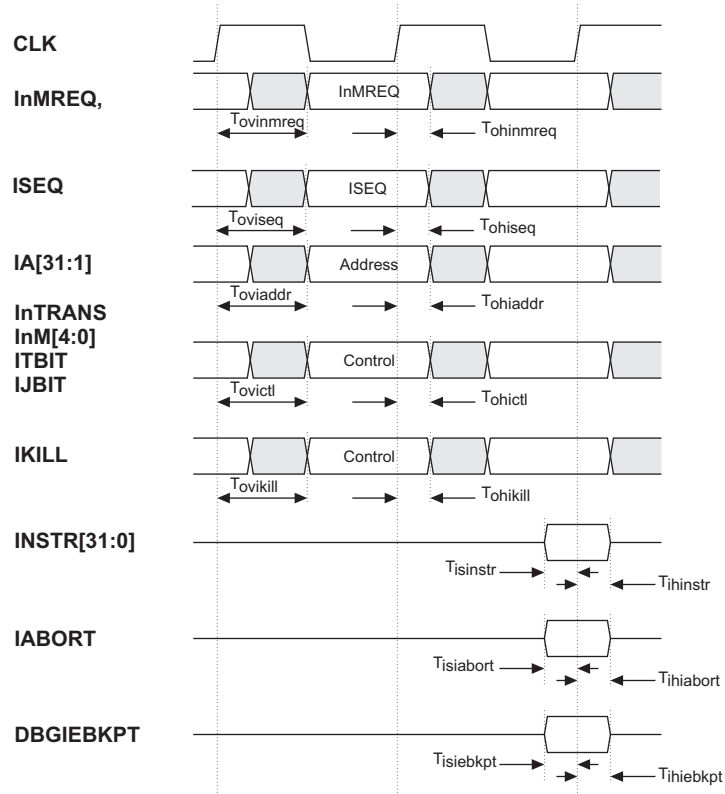 CLK
InMREQ,
InMREQ
Tovinmreq
Tohinmreq
ISEQ
ISEQ
Toviseq
Tohiseq
IA[31:1]
Address
Toviaddr
Tohiaddr
InTRANS
InM[4:0]
ITBIT
IJBIT
Control
Tovictl
Tohictl
IKILL
Control
Tovikill
Tohikill
INSTR[31:0]
Tisinstr
Tihinstr
IABORT
Tisiabort
Tihiabort
DBGIEBKPT
Tisiebkpt
Tihiebkpt